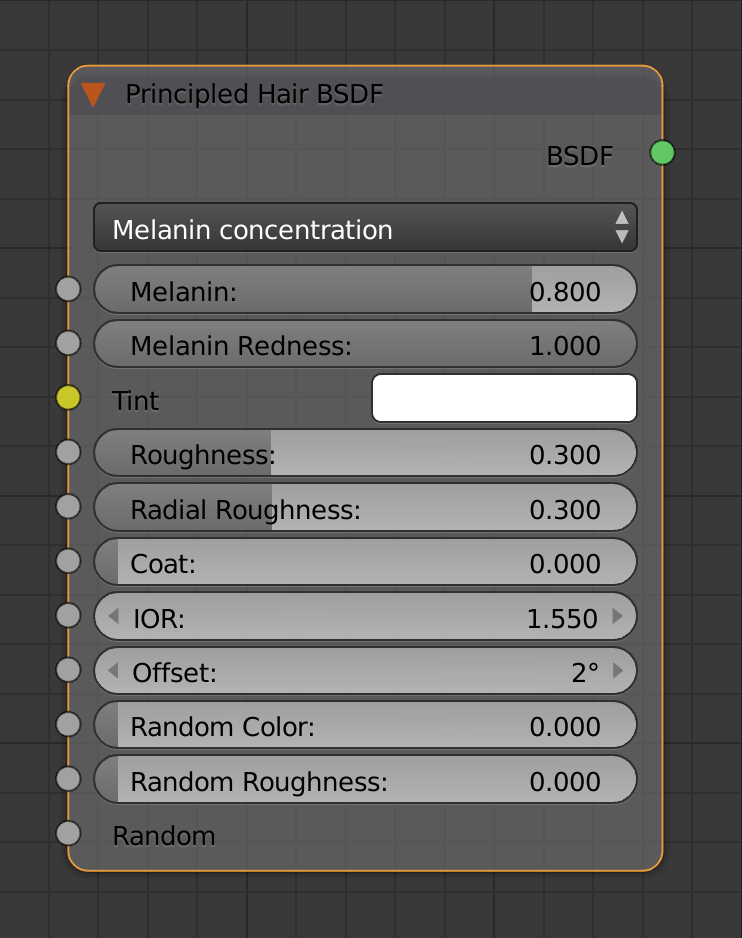 Principled Hair BSDF
BSDF
Melanin concentration
Melanin: 0.800
Melanin Redness: 1.000
Tint
Roughness: 0.300
Radial Roughness: 0.300
Coat: 0.000
IOR: 1.550
Offset: 2°
Random Color: 0.000
Random Roughness: 0.000
Random